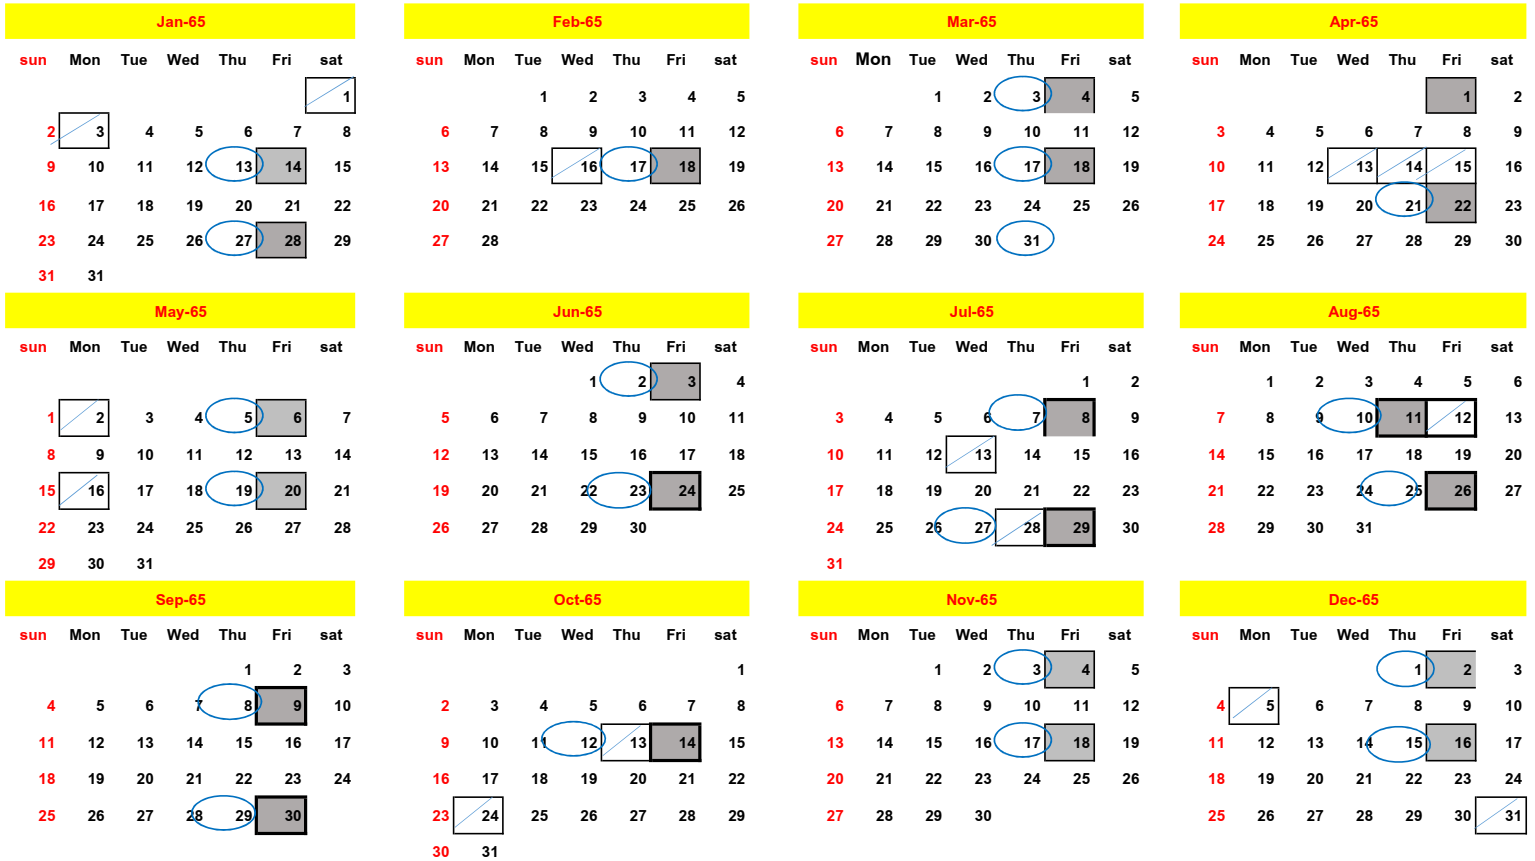 Jan-65 Feb-65 Mar-65 Apr-65
sun Mon Tue Wed Thu Fri sat sun Mon Tue Wed Thu Fri sat sun Mon Tue Wed Thu Fri sat sun Mon Tue Wed Thu Fri sat
1 1 2 3 4 5 1 2 3 4 5 1 2
2 3 4 5 6 7 8 6 7 8 9 10 11 12 6 7 8 9 10 11 12 3 4 5 6 7 8 9
9 10 11 12 13 14 15 13 14 15 16 17 18 19 13 14 15 16 17 18 19 10 11 12 13 14 15 16
16 17 18 19 20 21 22 20 21 22 23 24 25 26 20 21 22 23 24 25 26 17 18 19 20 21 22 23
23 24 25 26 27 28 29 27 28 27 28 29 30 31 24 25 26 27 28 29 30
31 31
May-65 Jun-65 Jul-65 Aug-65
sun Mon Tue Wed Thu Fri sat sun Mon Tue Wed Thu Fri sat sun Mon Tue Wed Thu Fri sat sun Mon Tue Wed Thu Fri sat
1 2 3 4 1 2 1 2 3 4 5 6
1 2 3 4 5 6 7 5 6 7 8 9 10 11 3 4 5 6 7 8 9 7 8 9 10 11 12 13
8 9 10 11 12 13 14 12 13 14 15 16 17 18 10 11 12 13 14 15 16 14 15 16 17 18 19 20
15 16 17 18 19 20 21 19 20 21 22 23 24 25 17 18 19 20 21 22 23 21 22 23 24 25 26 27
22 23 24 25 26 27 28 26 27 28 29 30 24 25 26 27 28 29 30 28 29 30 31
29 30 31 31
Sep-65 Oct-65 Nov-65 Dec-65
sun Mon Tue Wed Thu Fri sat sun Mon Tue Wed Thu Fri sat sun Mon Tue Wed Thu Fri sat sun Mon Tue Wed Thu Fri sat
1 2 3 1 1 2 3 4 5 1 2 3
4 5 6 7 8 9 10 2 3 4 5 6 7 8 6 7 8 9 10 11 12 4 5 6 7 8 9 10
11 12 13 14 15 16 17 9 10 11 12 13 14 15 13 14 15 16 17 18 19 11 12 13 14 15 16 17
18 19 20 21 22 23 24 16 17 18 19 20 21 22 20 21 22 23 24 25 26 18 19 20 21 22 23 24
25 26 27 28 29 30 23 24 25 26 27 28 29 27 28 29 30 25 26 27 28 29 30 31
30 31